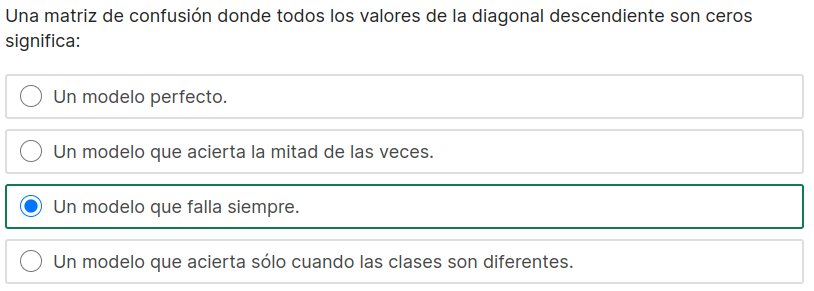 Una matriz de confusión donde todos los valores de la diagonal descendiente son ceros
significa:
Un modelo perfecto.
Un modelo que acierta la mitad de las veces.
Un modelo que falla siempre.
Un modelo que acierta sólo cuando las clases son diferentes.